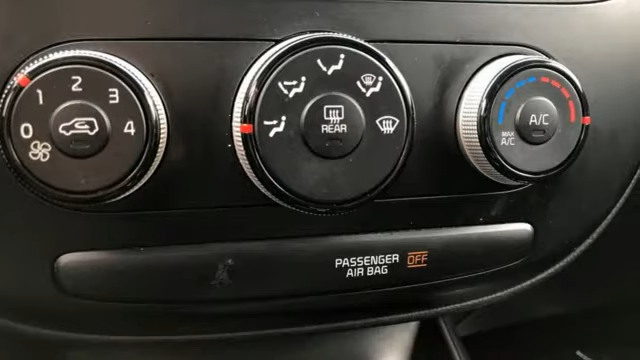 0 1 2 3 4
REAR
A/C
MAX
A/C
PASSENGER OFF
AIR BAG